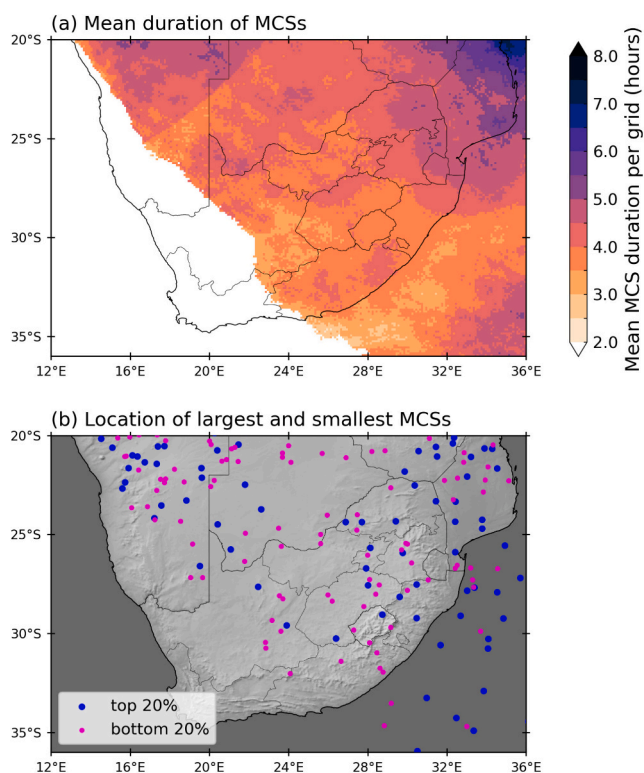 (a) Mean duration of MCSs
20°S
25°S
30°S
35°S
12°E 16°E 20°E 24°E 28°E 32°E 36°E
8.0
7.0
6.0
5.0
4.0
3.0
2.0
Mean MCS duration per grid (hours)
(b) Location of largest and smallest MCSs
20°S
25°S
30°S
35°S
top 20%
bottom 20%
12°E 16°E 20°E 24°E 28°E 32°E 36°E